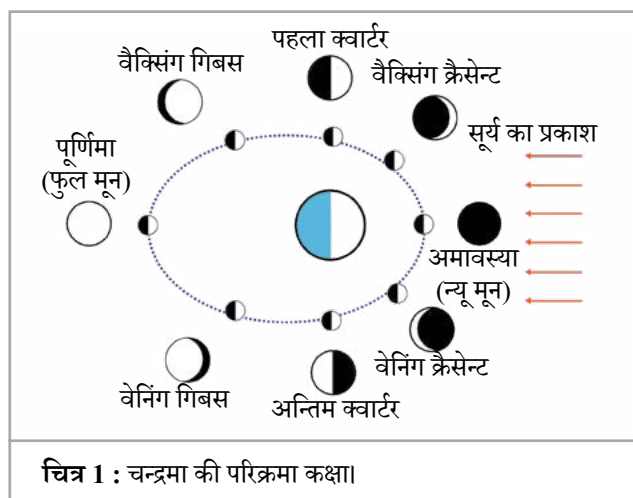 पहला क्वार्टर
वैक्सिंग गिबस
वैक्सिंग क्रैसेन्ट
सूर्य का प्रकाश
पूर्णिमा
(फुल मून)
अमावस्या
(न्यू मून)
वेनिंग क्रैसेन्ट
वेनिंग गिबस
अन्तिम क्वार्टर
चित्र 1 : चन्द्रमा की परिक्रमा कक्षा।